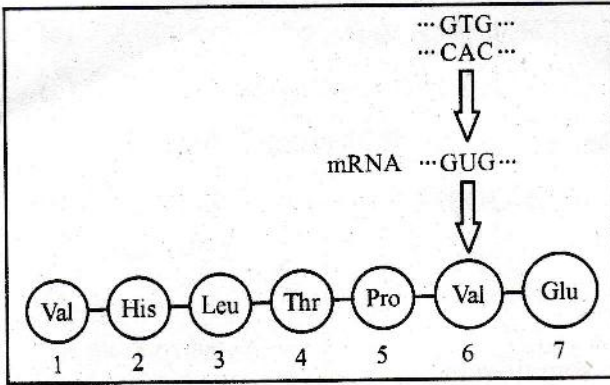 ···GTG···
···CAC···
mRNA ···GUG···
Val His Leu Thr Pro Val Glu
1 2 3 4 5 6 7